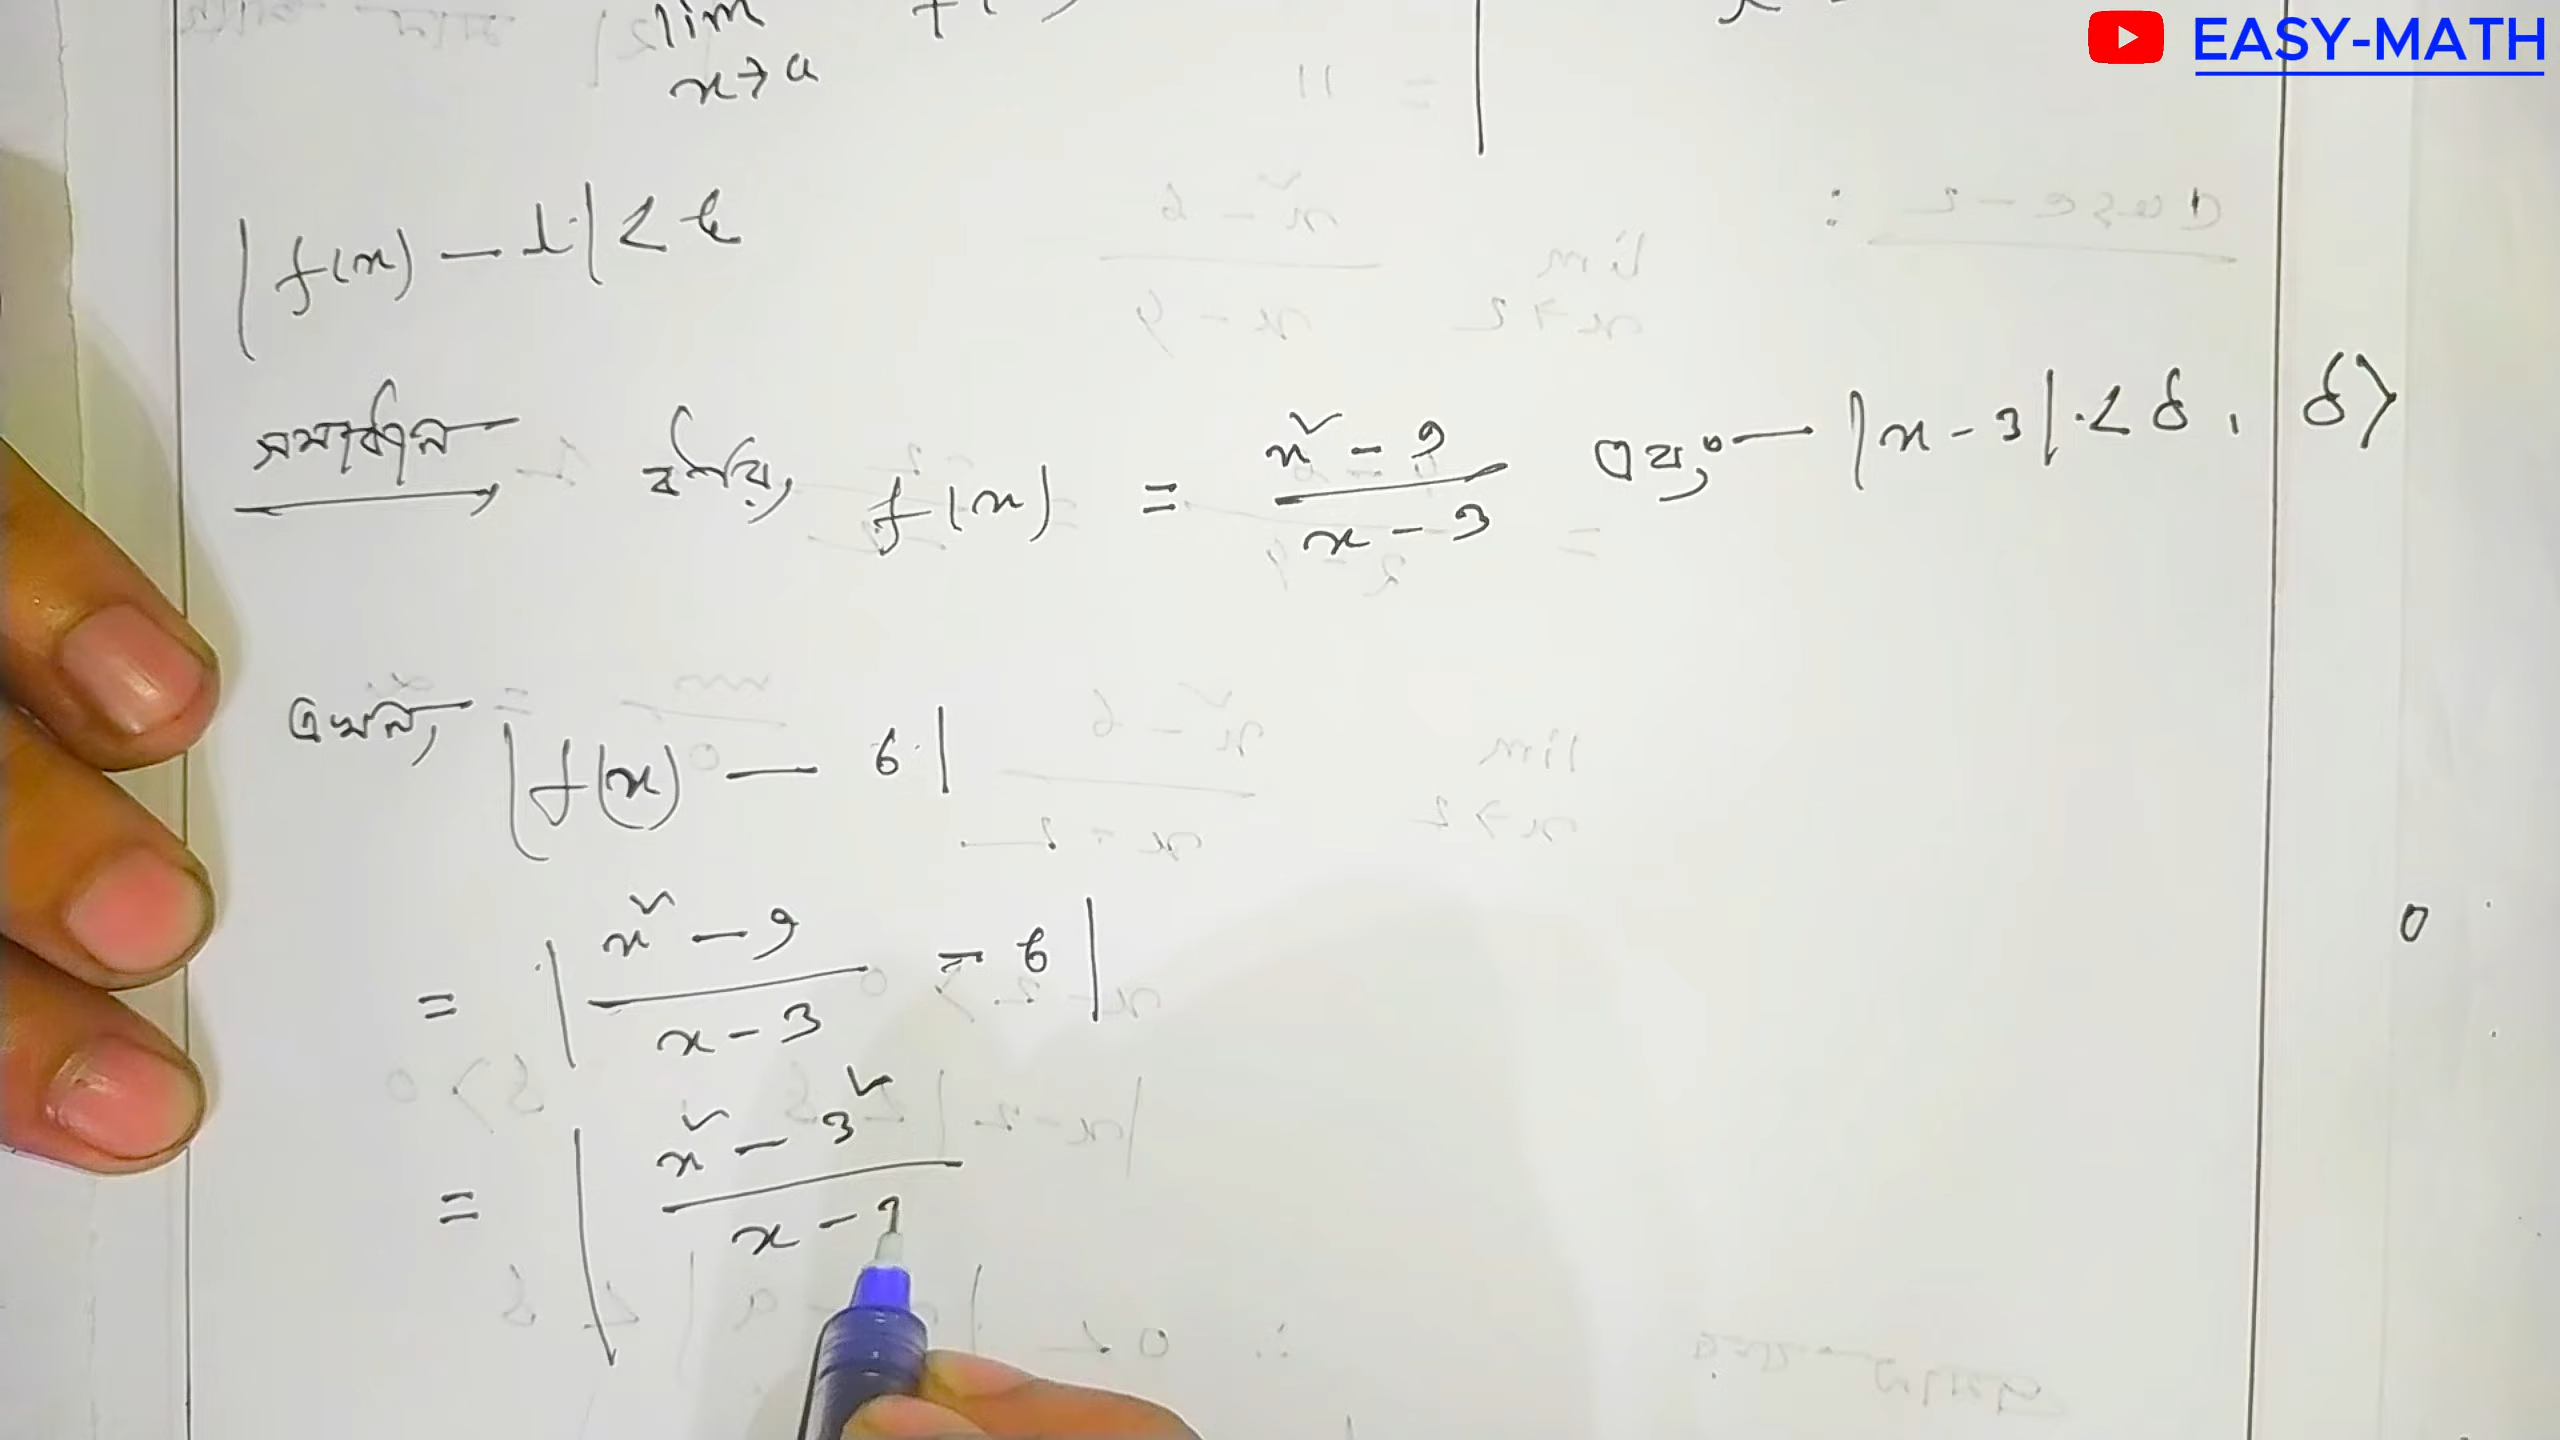 EASY-MATH
lim
x→a
|f(x) − L| < ε
সমাধান ধরি, f(x) = (x² − 9)/(x − 3) এবং |x − 3| < δ, δ >
0
এখন, |f(x) − 6|
= |(x² − 9)/(x − 3) − 6|
= |(x² − 3²)/(x − 3